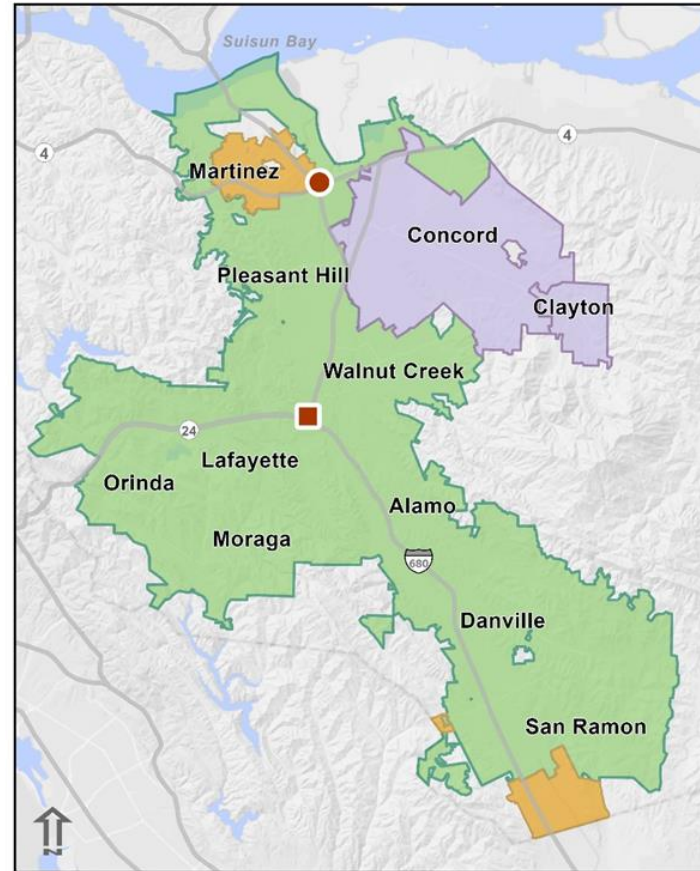 Suisun Bay
4
4
Martinez
Concord
Pleasant Hill
Clayton
Walnut Creek
24
Lafayette
Orinda
Alamo
Moraga
680
Danville
San Ramon
N